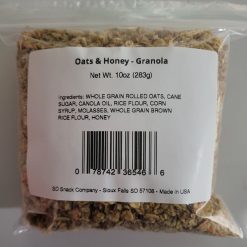 Oats & Honey - Granola
Net Wt. 10oz (283g)
Ingredients: WHOLE GRAIN ROLLED OATS, CANE
SUGAR, CANOLA OIL, RICE FLOUR, CORN
SYRUP, MOLASSES, WHOLE GRAIN BROWN
RICE FLOUR, HONEY
0 78742 36546 6
SD Snack Company - Sioux Falls SD 57108 - Made in USA